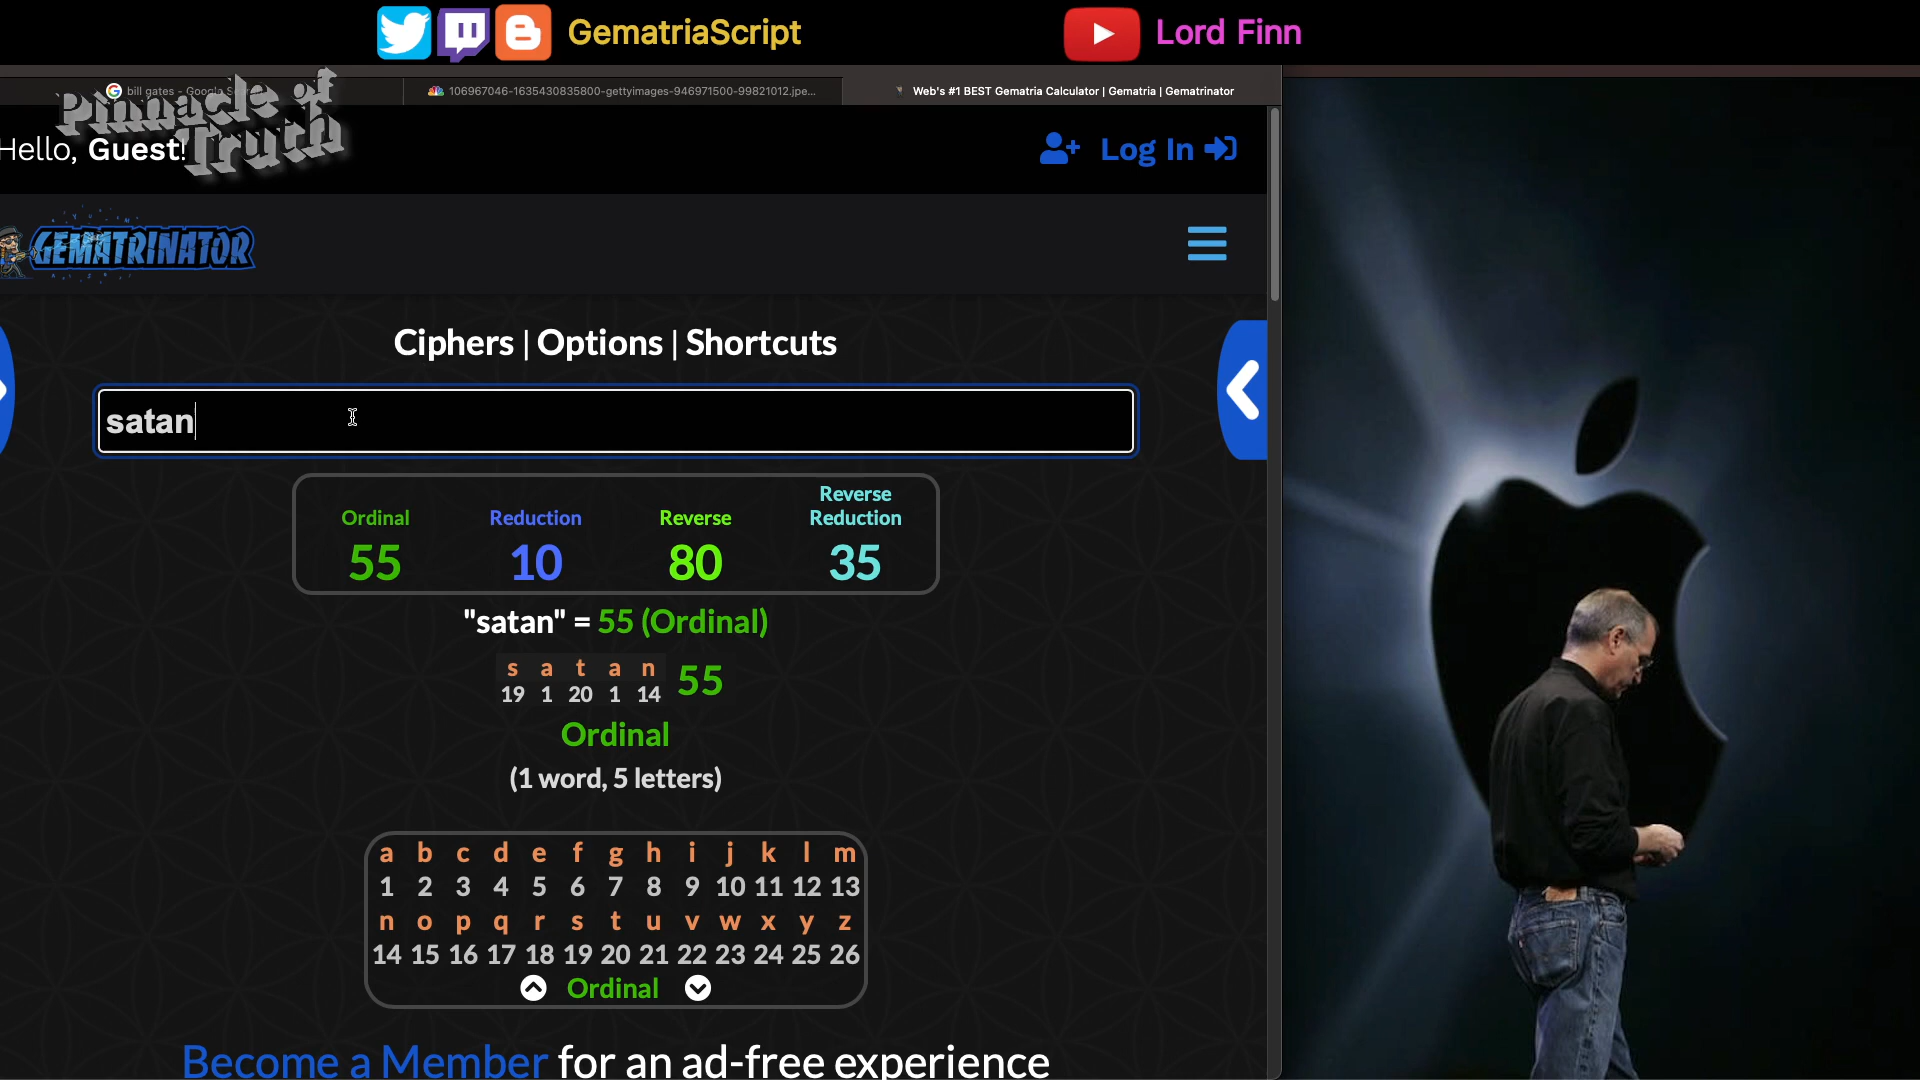 GematriaScript
Lord Finn
bill gates - Google
106967046-1635430835800-gettyimages-946971500-99821012.jpe...
Web's #1 BEST Gematria Calculator | Gematria | Gematrinator
Pinnacle of
Truth
Hello, Guest!
Log In
GEMATRINATOR
Ciphers | Options | Shortcuts
satan
Ordinal Reduction Reverse Reverse Reduction
55 10 80 35
"satan" = 55 (Ordinal)
s a t a n
19 1 20 1 14 55
Ordinal
(1 word, 5 letters)
a b c d e f g h i j k l m
1 2 3 4 5 6 7 8 9 10 11 12 13
n o p q r s t u v w x y z
14 15 16 17 18 19 20 21 22 23 24 25 26
Ordinal
Become a Member for an ad-free experience